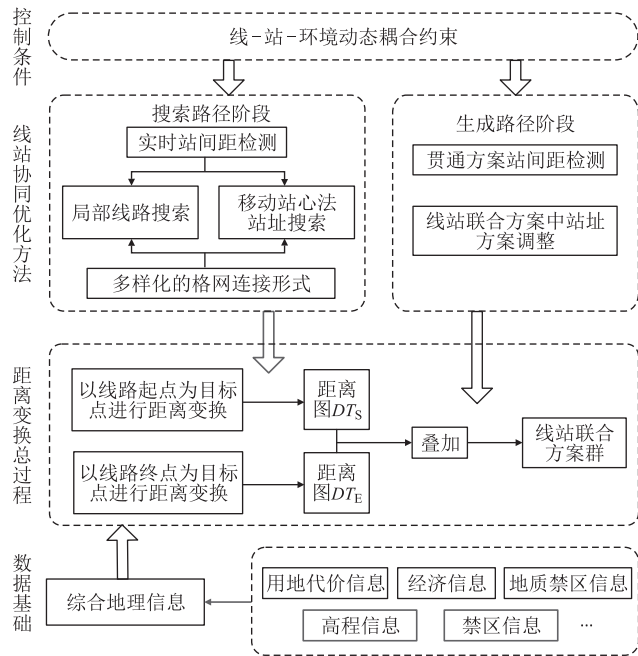 控制条件
线-站-环境动态耦合约束
线站协同优化方法
搜索路径阶段
实时站间距检测
局部线路搜索
移动站心法
站址搜索
多样化的格网连接形式
生成路径阶段
贯通方案站间距检测
线站联合方案中站址
方案调整
距离变换总过程
以线路起点为目标
点进行距离变换
距离
图DTS
以线路终点为目标
点进行距离变换
距离
图DTE
叠加
线站联合
方案群
数据基础
综合地理信息
用地代价信息
经济信息
地质禁区信息
高程信息
禁区信息
…